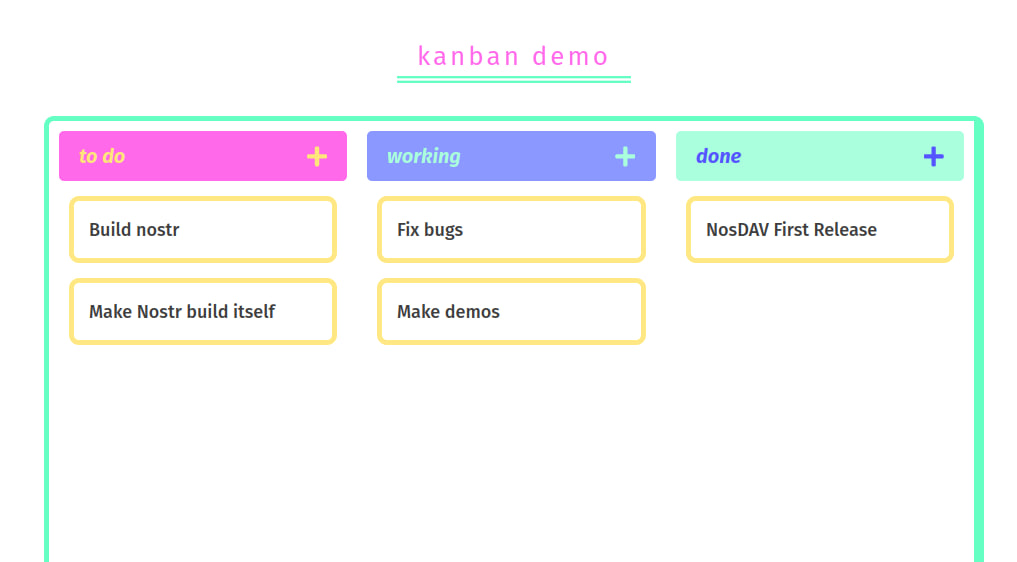 kanban demo
to do
Build nostr
Make Nostr build itself
working
Fix bugs
Make demos
done
NosDAV First Release